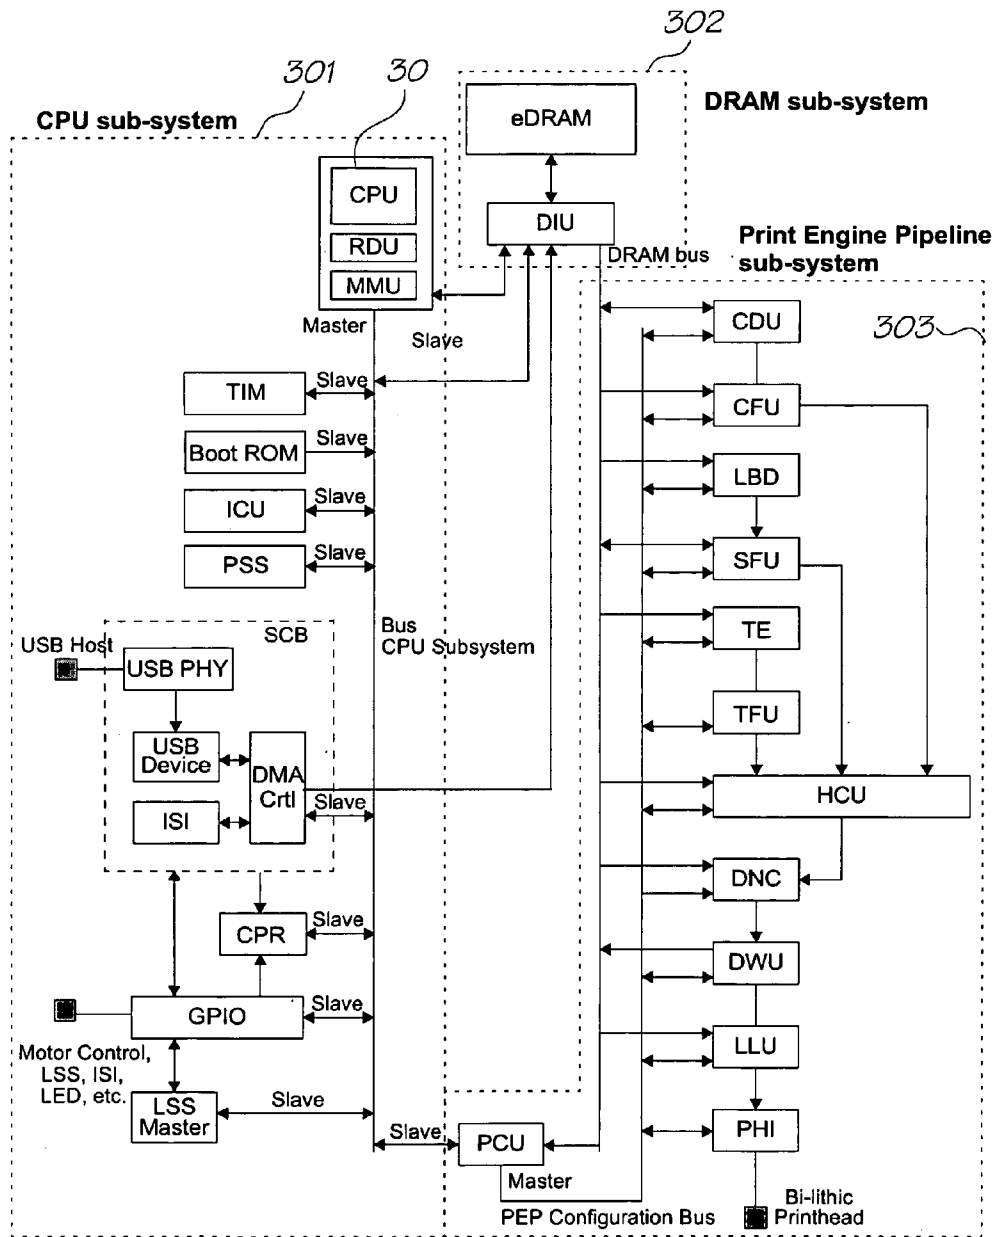 302
301
30
CPU sub-system
DRAM sub-system
eDRAM
CPU
DIU
RDU
DRAM bus
Print Engine Pipeline
sub-system
MMU
Master
Slave
CDU
303
TIM
Slave
CFU
Boot ROM
Slave
LBD
ICU
Slave
PSS
Slave
SFU
SCB
Bus
CPU Subsystem
TE
USB Host
USB PHY
TFU
USB
Device
DMA
Crtl
Slave
HCU
ISI
DNC
CPR
Slave
DWU
GPIO
Slave
Motor Control,
LSS, ISI,
LED, etc.
LLU
LSS
Master
Slave
Slave
PCU
PHI
Master
PEP Configuration Bus
Bi-lithic
Printhead